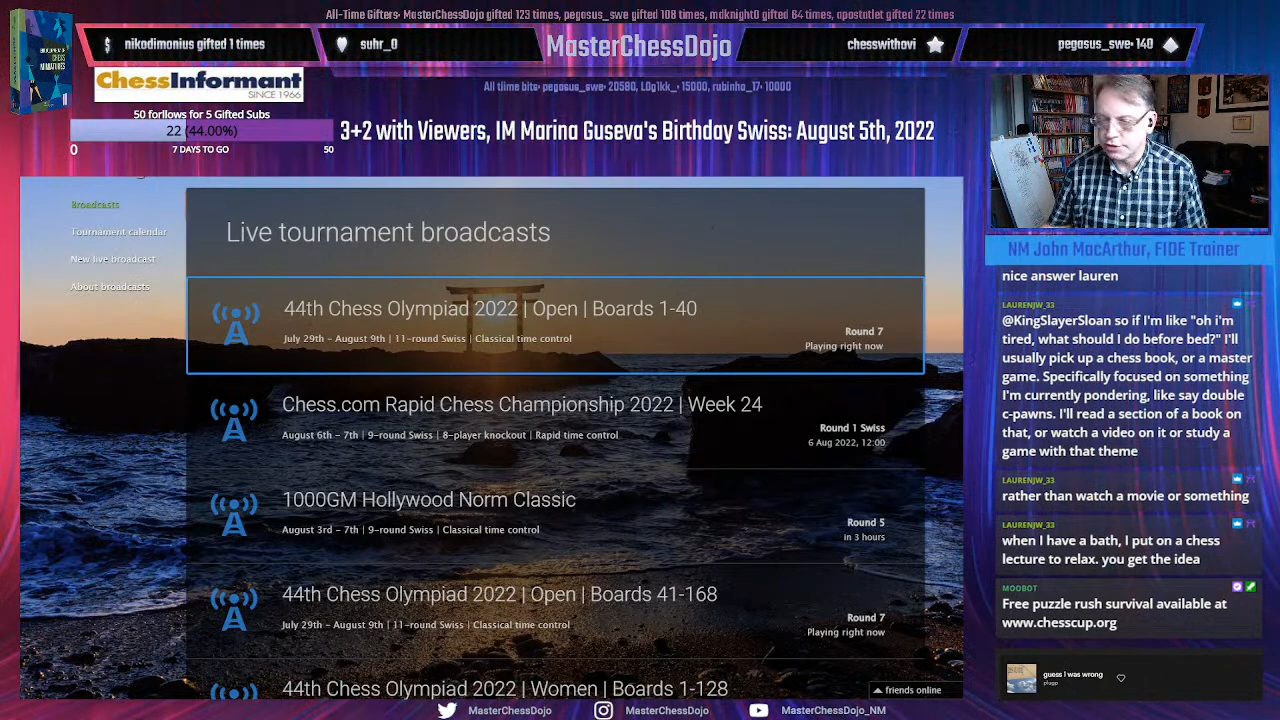 All-Time Gifters• MasterChessDojo gifted 123 times, pegasus_swe gifted 108 times, mdknight0 gifted 84 times, apostatlet gifted 22 times
nikodimonius gifted 1 times
suhr_0
MasterChessDojo
chesswithovi
pegasus_swe• 140
ChessInformant
SINCE 1966
All tiime bits• pegasus_swe• 20580, L0g1kk_• 15000, rubinho_17• 10000
50 forllows for 5 Gifted Subs
22 (44.00%)
0
7 DAYS TO GO
50
3+2 with Viewers, IM Marina Guseva's Birthday Swiss: August 5th, 2022
Broadcasts
Tournament calendar
New live broadcast
About broadcasts
Live tournament broadcasts
44th Chess Olympiad 2022 | Open | Boards 1-40
July 29th - August 9th | 11-round Swiss | Classical time control
Round 7
Playing right now
Chess.com Rapid Chess Championship 2022 | Week 24
August 6th - 7th | 9-round Swiss | 8-player knockout | Rapid time control
Round 1 Swiss
6 Aug 2022, 12:00
1000GM Hollywood Norm Classic
August 3rd - 7th | 9-round Swiss | Classical time control
Round 5
in 3 hours
44th Chess Olympiad 2022 | Open | Boards 41-168
July 29th - August 9th | 11-round Swiss | Classical time control
Round 7
Playing right now
44th Chess Olympiad 2022 | Women | Boards 1-128
friends online
NM John MacArthur, FIDE Trainer
nice answer lauren
LAURENJW_33
@KingSlayerSloan so if I'm like "oh i'm
tired, what should I do before bed?" I'll
usually pick up a chess book, or a master
game. Specifically focused on something
I'm currently pondering, like say double
c-pawns. I'll read a section of a book on
that, or watch a video on it or study a
game with that theme
LAURENJW_33
rather than watch a movie or something
LAURENJW_33
when I have a bath, I put on a chess
lecture to relax. you get the idea
MOOBOT
Free puzzle rush survival available at
www.chesscup.org
guess I was wrong
plugp
MasterChessDojo
MasterChessDojo
MasterChessDojo_NM